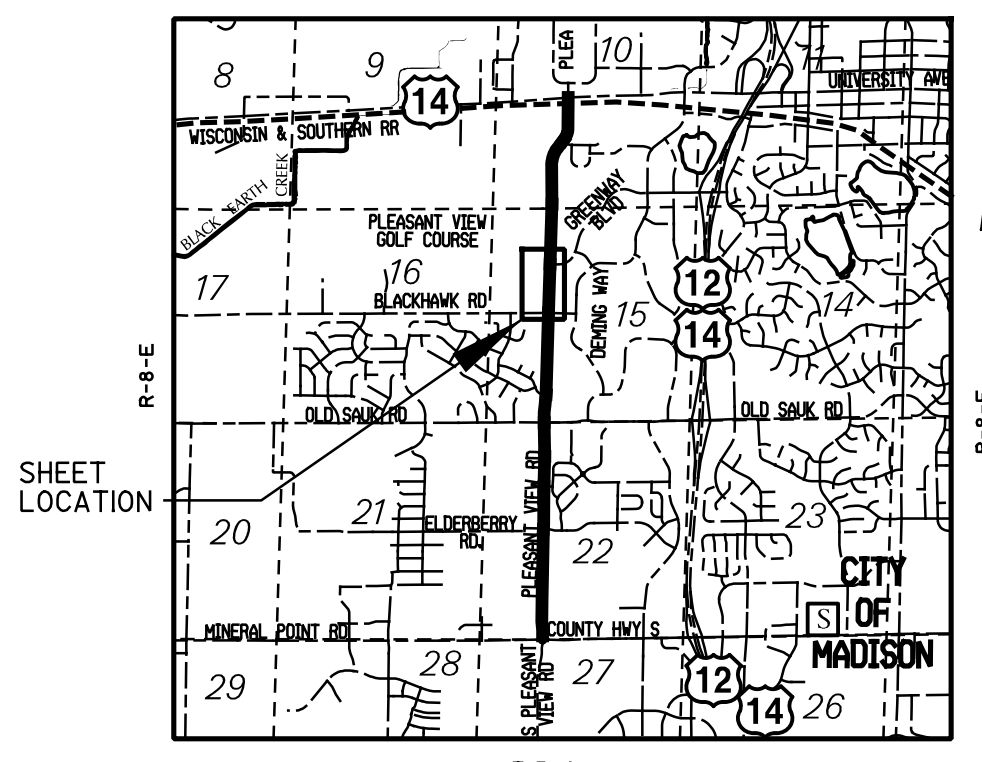 8
9
10
11
PLEA
UNIVERSITY AVE
14
WISCONSIN & SOUTHERN RR
BLACK EARTH CREEK
GREENWAY
BLVD
PLEASANT VIEW
GOLF COURSE
17
16
BLACKHAWK RD
DEMING WAY
15
12
14
14
R-8-E
OLD SAUK RD
OLD SAUK RD
SHEET
LOCATION
20
21
ELDERBERRY
RD.
PLEASANT VIEW RD
PLEASANT VIEW RD
22
23
CITY
OF
MADISON
S
MINERAL POINT RD
COUNTY HWY S
29
28
S PLEASANT
VIEW RD
27
12
14
26